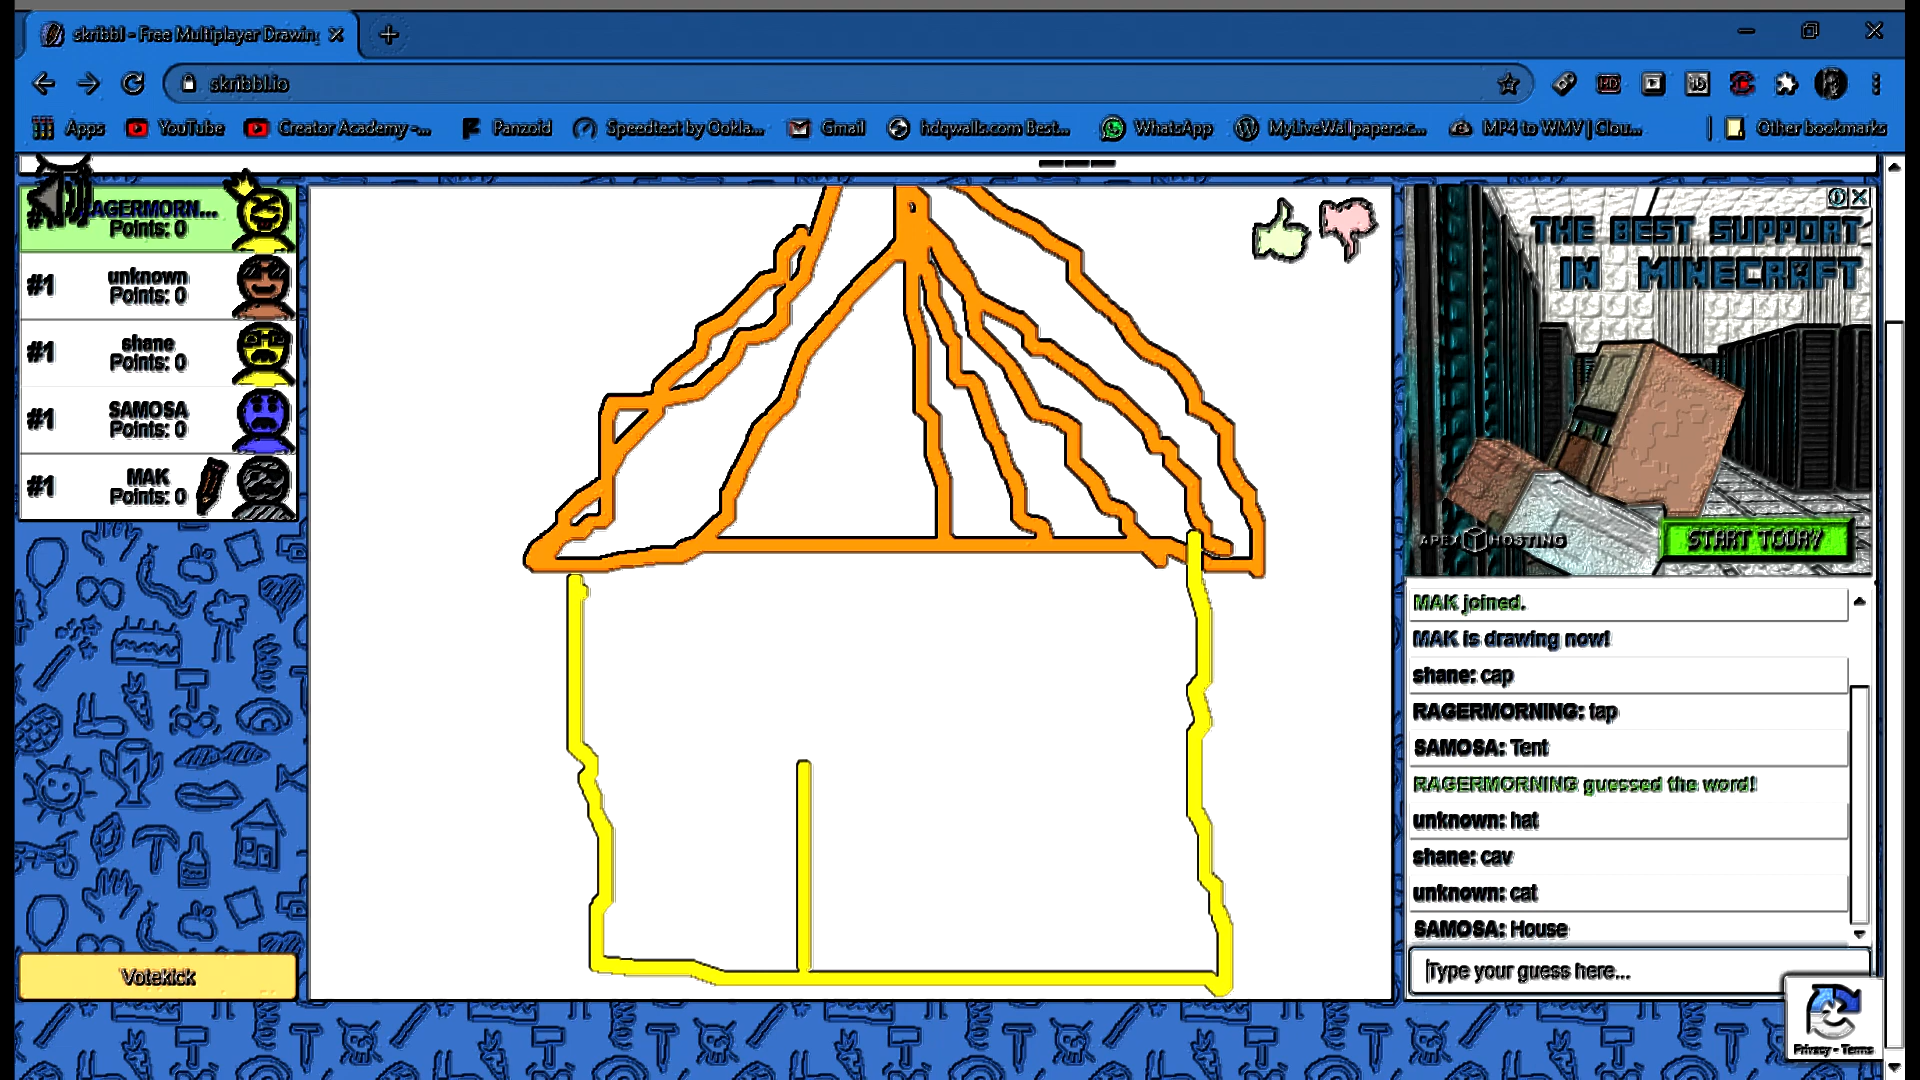 skribbl - Free Multiplayer Drawing
skribbl.io
Apps YouTube Creator Academy -... Panzoid Speedtest by Ookla... Gmail hdqwalls.com Best... WhatsApp MyLiveWallpapers.c... MP4 to WMV | Clou... Other bookmarks
AGERMORN...
Points: 0
#1 unknown
Points: 0
#1 shane
Points: 0
#1 SAMOSA
Points: 0
#1 MAK
Points: 0
Votekick
THE BEST SUPPORT
IN MINECRAFT
APEX HOSTING
START TODAY
MAK joined.
MAK is drawing now!
shane: cap
RAGERMORNING: tap
SAMOSA: Tent
RAGERMORNING guessed the word!
unknown: hat
shane: cav
unknown: cat
SAMOSA: House
Type your guess here...
Privacy - Terms